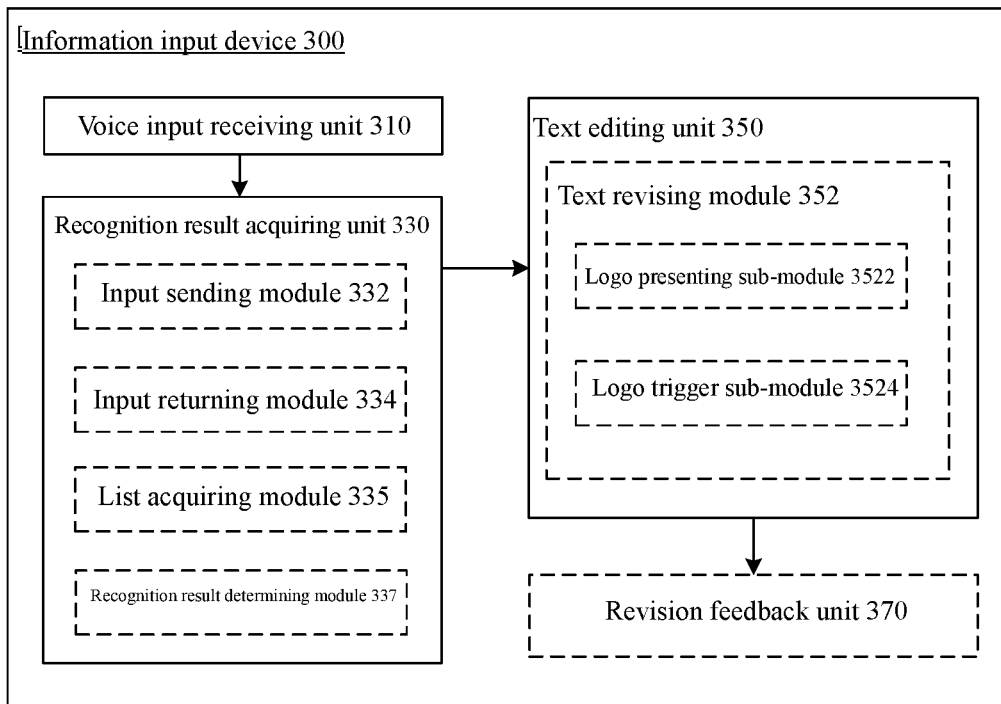 [Information input device 300
Voice input receiving unit 310
Recognition result acquiring unit 330
Input sending module 332
Input returning module 334
List acquiring module 335
Recognition result determining module 337
Text editing unit 350
Text revising module 352
Logo presenting sub-module 3522
Logo trigger sub-module 3524
Revision feedback unit 370